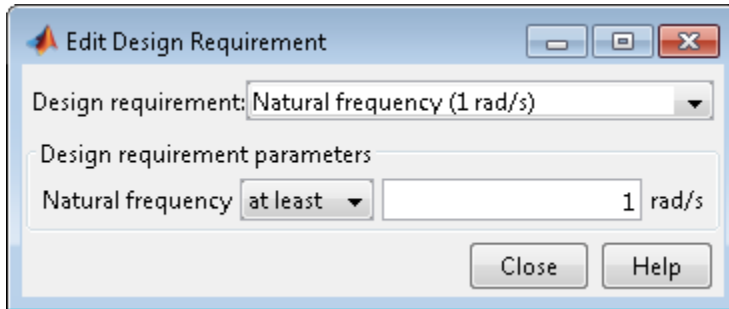 Edit Design Requirement
Design requirement: Natural frequency (1 rad/s)
Design requirement parameters
Natural frequency at least 1 rad/s
Close Help